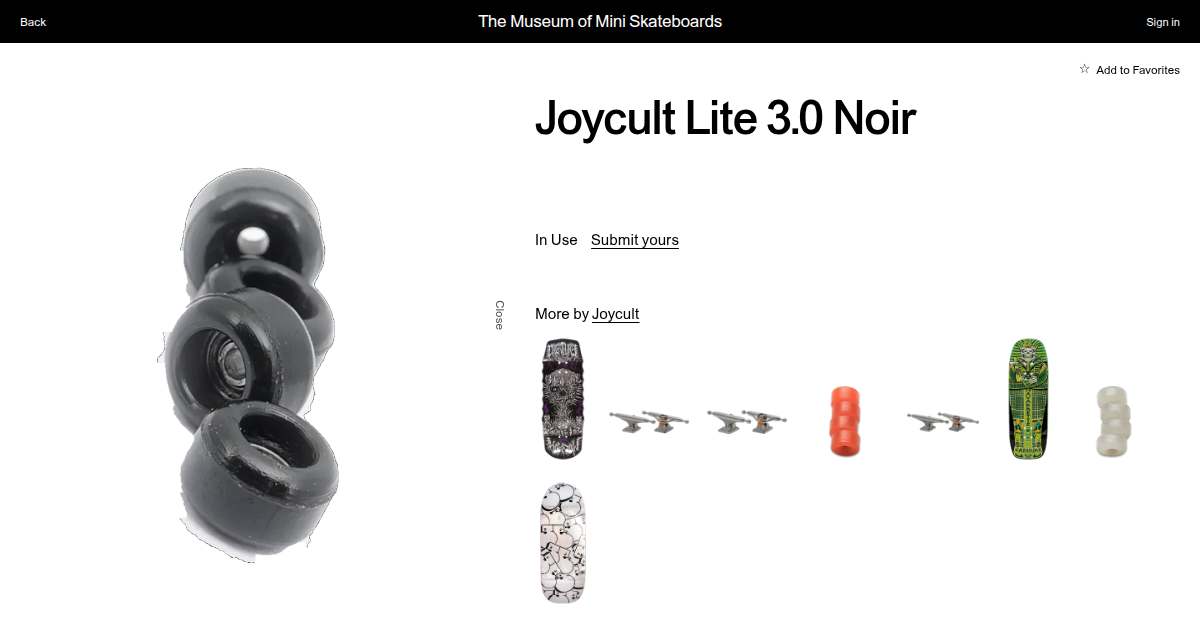 Back
The Museum of Mini Skateboards
Sign in
☆ Add to Favorites
Joycult Lite 3.0 Noir
In Use Submit yours
Close
More by Joycult